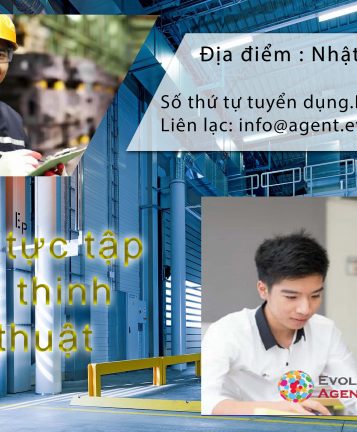 Địa điểm : Nhật
Số thứ tự tuyển dụng.
Liên lạc: info@agent.ev
Ep
tực tập
thinh
thuật
EVOL
AGEN